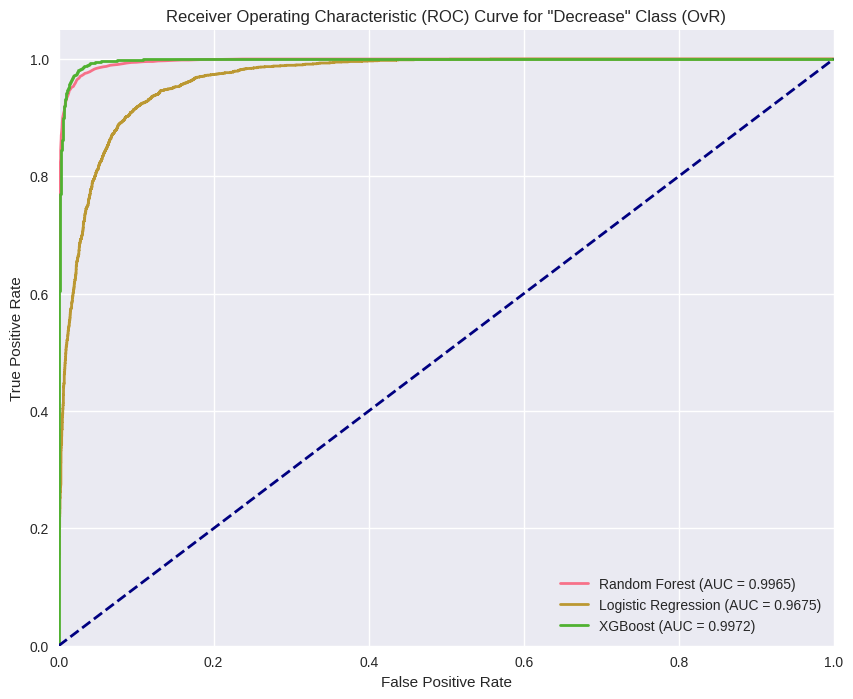 Receiver Operating Characteristic (ROC) Curve for "Decrease" Class (OvR)
1.0
0.8
0.6
0.4
0.2
0.0
True Positive Rate
Random Forest (AUC = 0.9965)
Logistic Regression (AUC = 0.9675)
XGBoost (AUC = 0.9972)
0.0 0.2 0.4 0.6 0.8 1.0
False Positive Rate